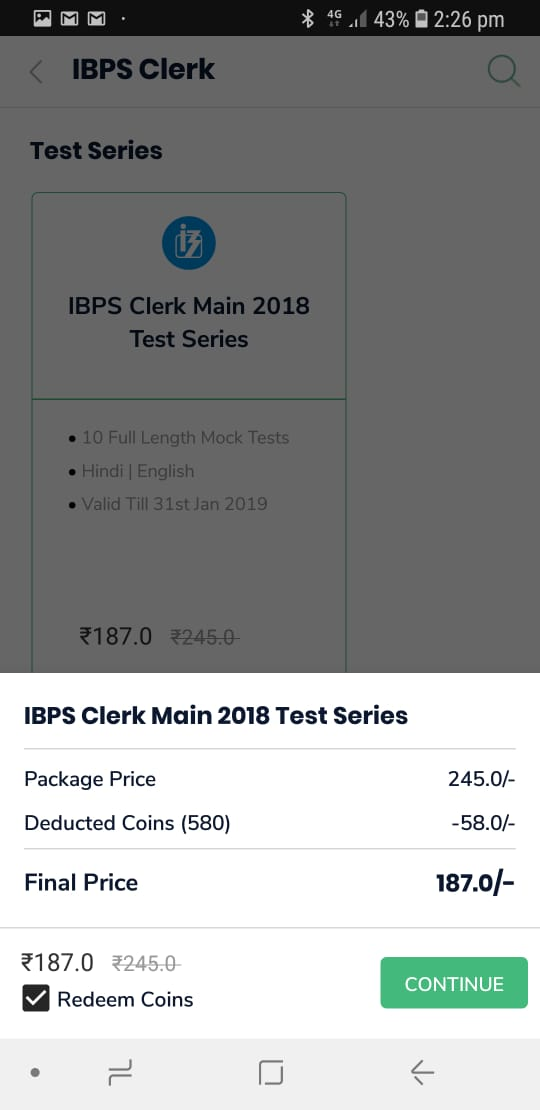 4G 43% 2:26 pm
IBPS Clerk
Test Series
IBPS Clerk Main 2018
Test Series
• 10 Full Length Mock Tests
• Hindi | English
• Valid Till 31st Jan 2019
₹187.0 ₹245.0
IBPS Clerk Main 2018 Test Series
Package Price 245.0/-
Deducted Coins (580) -58.0/-
Final Price 187.0/-
₹187.0 ₹245.0
Redeem Coins
CONTINUE